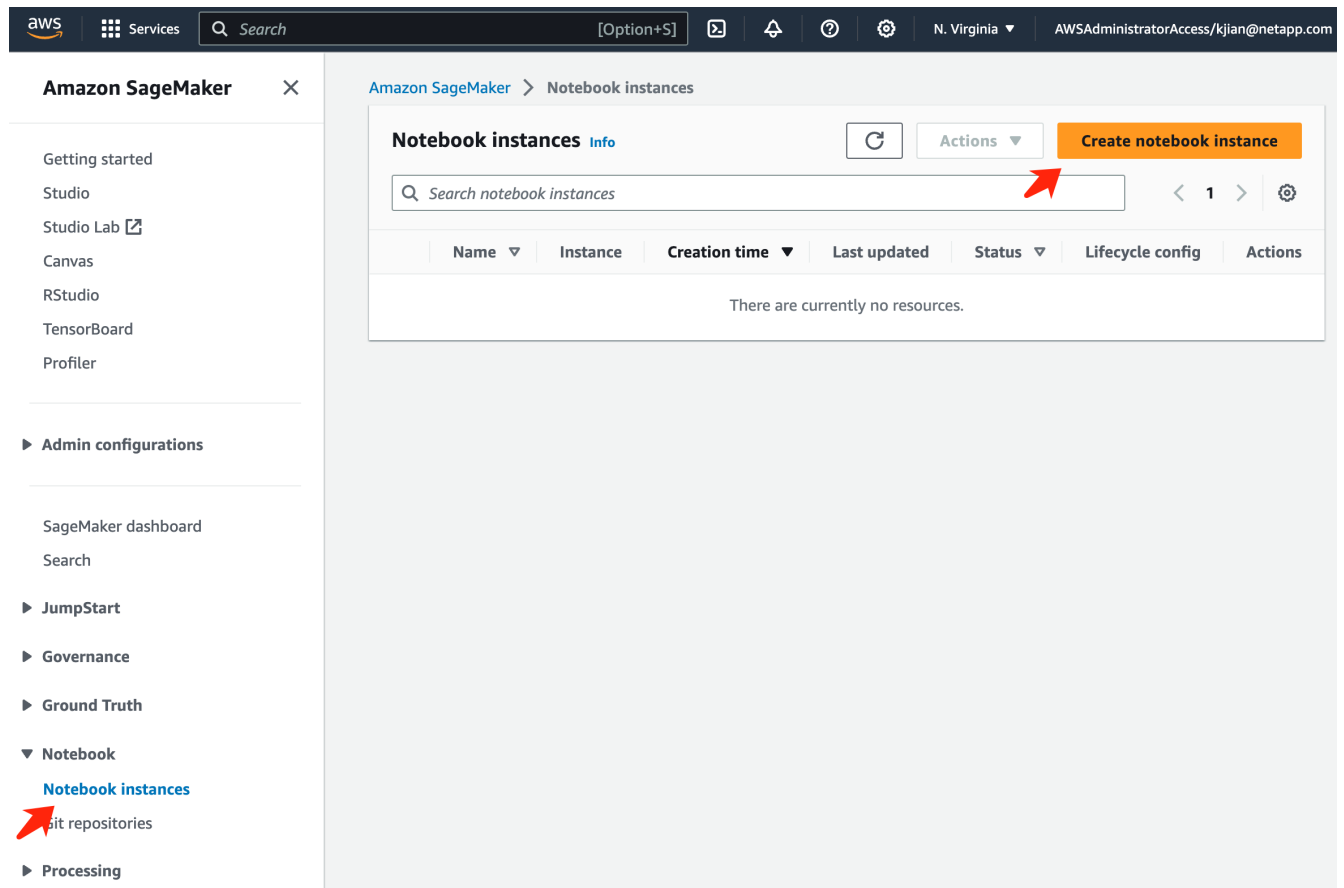 aws
Services
Search [Option+S]
N. Virginia
AWSAdministratorAccess/kjian@netapp.com
Amazon SageMaker
Getting started
Studio
Studio Lab
Canvas
RStudio
TensorBoard
Profiler
Admin configurations
SageMaker dashboard
Search
JumpStart
Governance
Ground Truth
Notebook
Notebook instances
Git repositories
Processing
Amazon SageMaker > Notebook instances
Notebook instances Info
Actions
Create notebook instance
Search notebook instances
1
Name Instance Creation time Last updated Status Lifecycle config Actions
There are currently no resources.